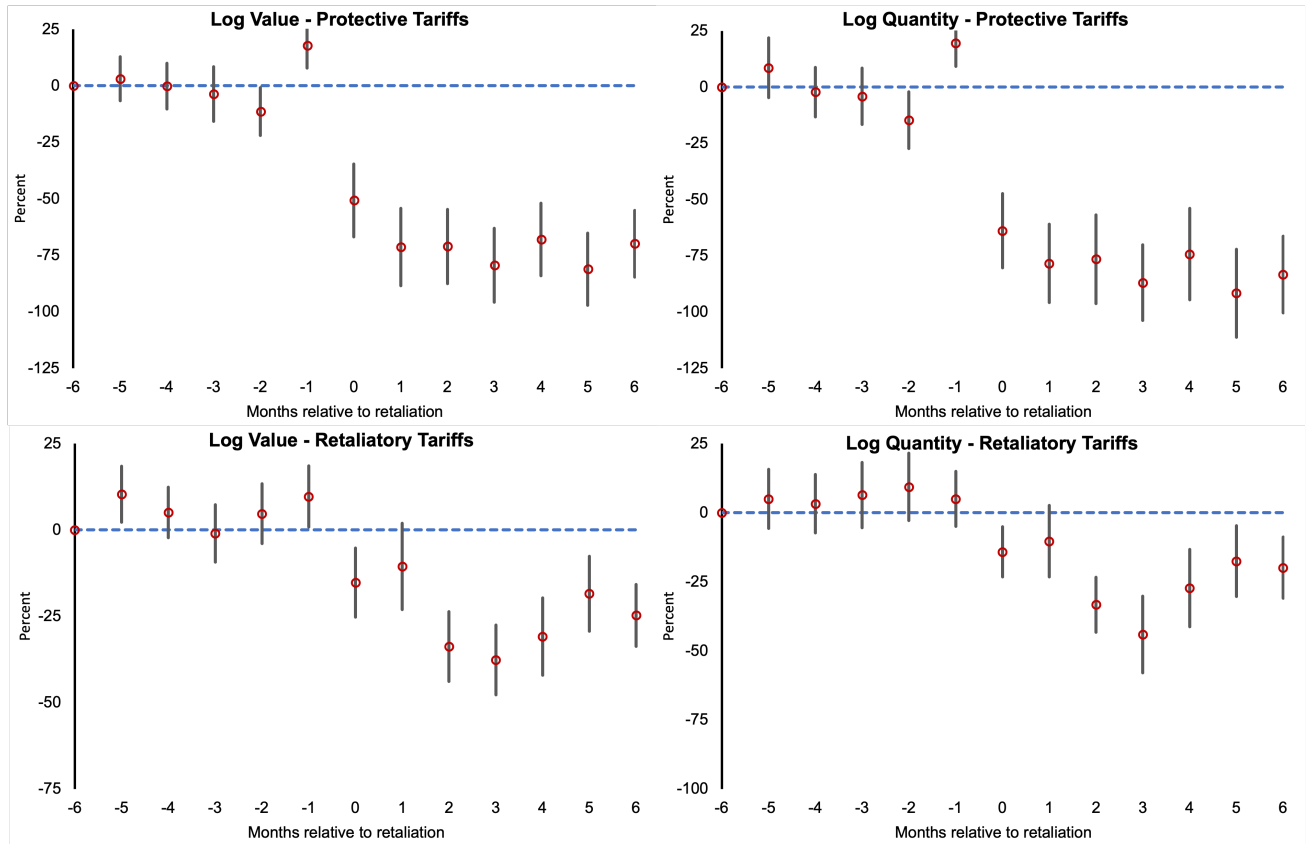 Log Value - Protective Tariffs
25
0
-25
-50
-75
-100
-125
Percent
-6 -5 -4 -3 -2 -1 0 1 2 3 4 5 6
Months relative to retaliation
Log Quantity - Protective Tariffs
25
0
-25
-50
-75
-100
-125
Percent
-6 -5 -4 -3 -2 -1 0 1 2 3 4 5 6
Months relative to retaliation
Log Value - Retaliatory Tariffs
25
0
-25
-50
-75
Percent
-6 -5 -4 -3 -2 -1 0 1 2 3 4 5 6
Months relative to retaliation
Log Quantity - Retaliatory Tariffs
25
0
-25
-50
-75
-100
Percent
-6 -5 -4 -3 -2 -1 0 1 2 3 4 5 6
Months relative to retaliation